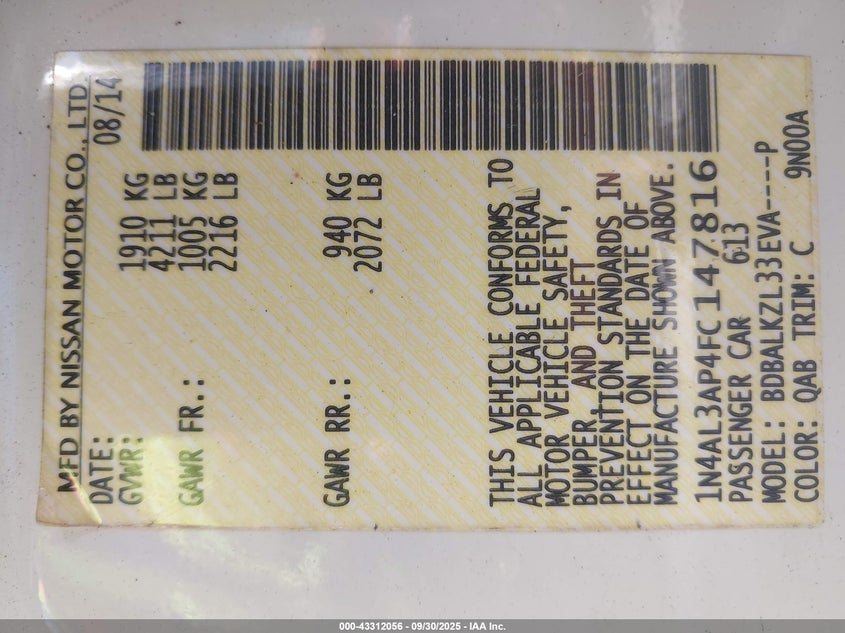 MFD BY NISSAN MOTOR CO., LTD.
DATE: 08/14
GVWR: 1910 KG
4211 LB
GAWR FR.: 1005 KG
2216 LB
GAWR RR.: 940 KG
2072 LB
THIS VEHICLE CONFORMS TO
ALL APPLICABLE FEDERAL
MOTOR VEHICLE SAFETY,
BUMPER, AND THEFT
PREVENTION STANDARDS IN
EFFECT ON THE DATE OF
MANUFACTURE SHOWN ABOVE.
1N4AL3AP4FC147816
PASSENGER CAR 613
MODEL: BDBALKZL33EVA----P
COLOR: QAB TRIM: C 9N00A
000-43312056 - 09/30/2025 - IAA Inc.